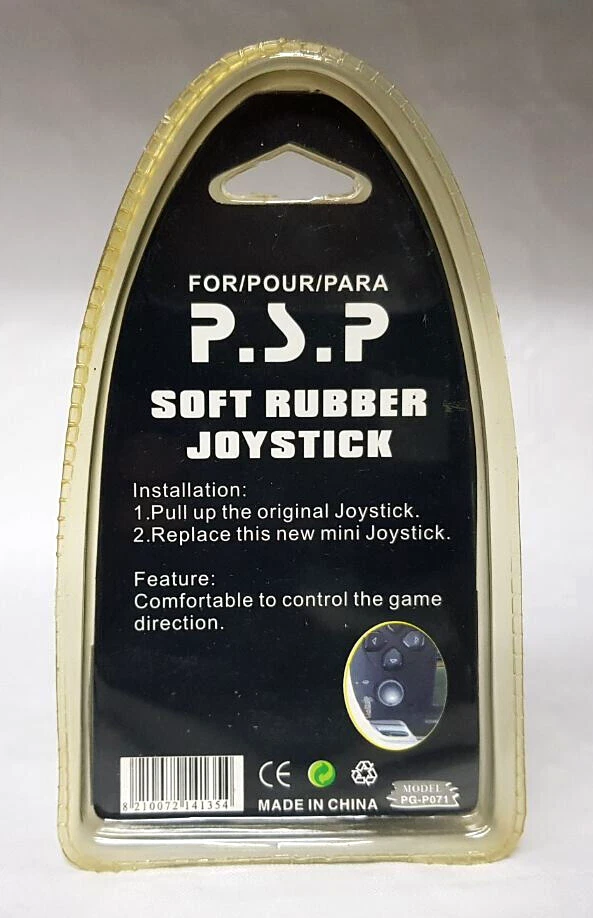 FOR/POUR/PARA
P.S.P
SOFT RUBBER
JOYSTICK
Installation:
1.Pull up the original Joystick.
2.Replace this new mini Joystick.
Feature:
Comfortable to control the game
direction.
CE
8 210072 141354
MADE IN CHINA
MODEL
PG-P071